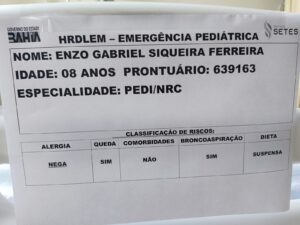 GOVERNO DO ESTADO
BAHIA
HRDLEM – EMERGÊNCIA PEDIÁTRICA
SETES
NOME: ENZO GABRIEL SIQUEIRA FERREIRA
IDADE: 08 ANOS PRONTUÁRIO: 639163
ESPECIALIDADE: PEDI/NRC
CLASSIFICAÇÃO DE RISCOS:
ALERGIA QUEDA COMORBIDADES BRONCOASPIRAÇÃO DIETA
NEGA SIM NÃO SIM SUSPENSA